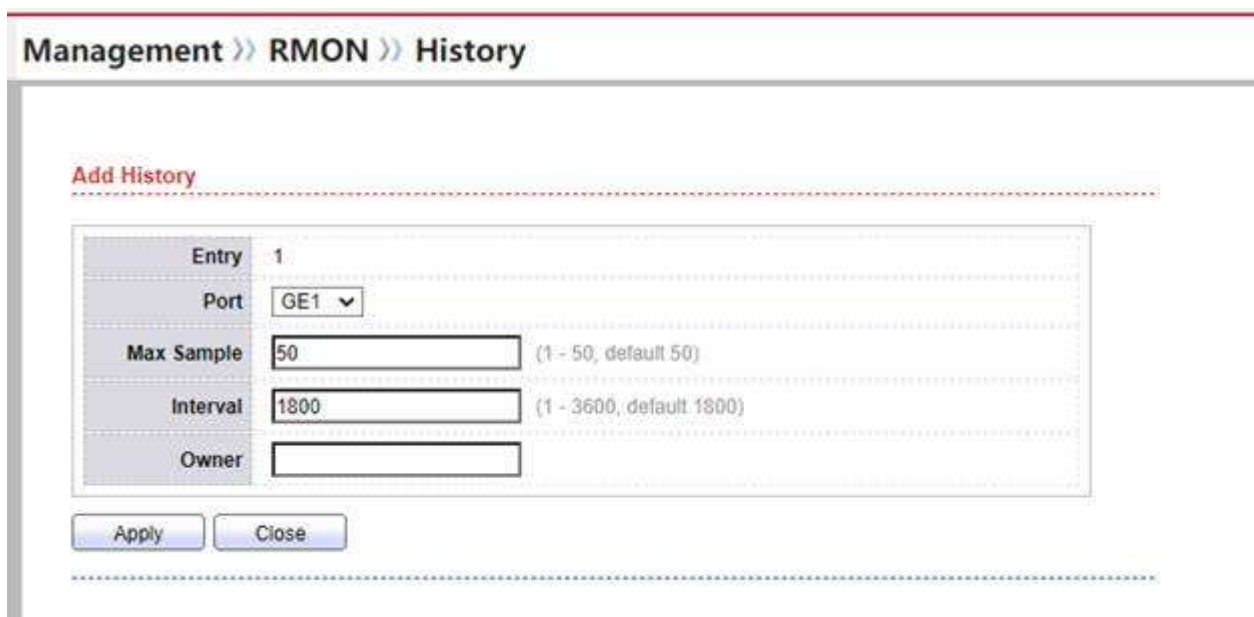 Management » RMON » History
Add History
Entry 1
Port GE1
Max Sample 50 (1 - 50, default 50)
Interval 1800 (1 - 3600, default 1800)
Owner
Apply Close